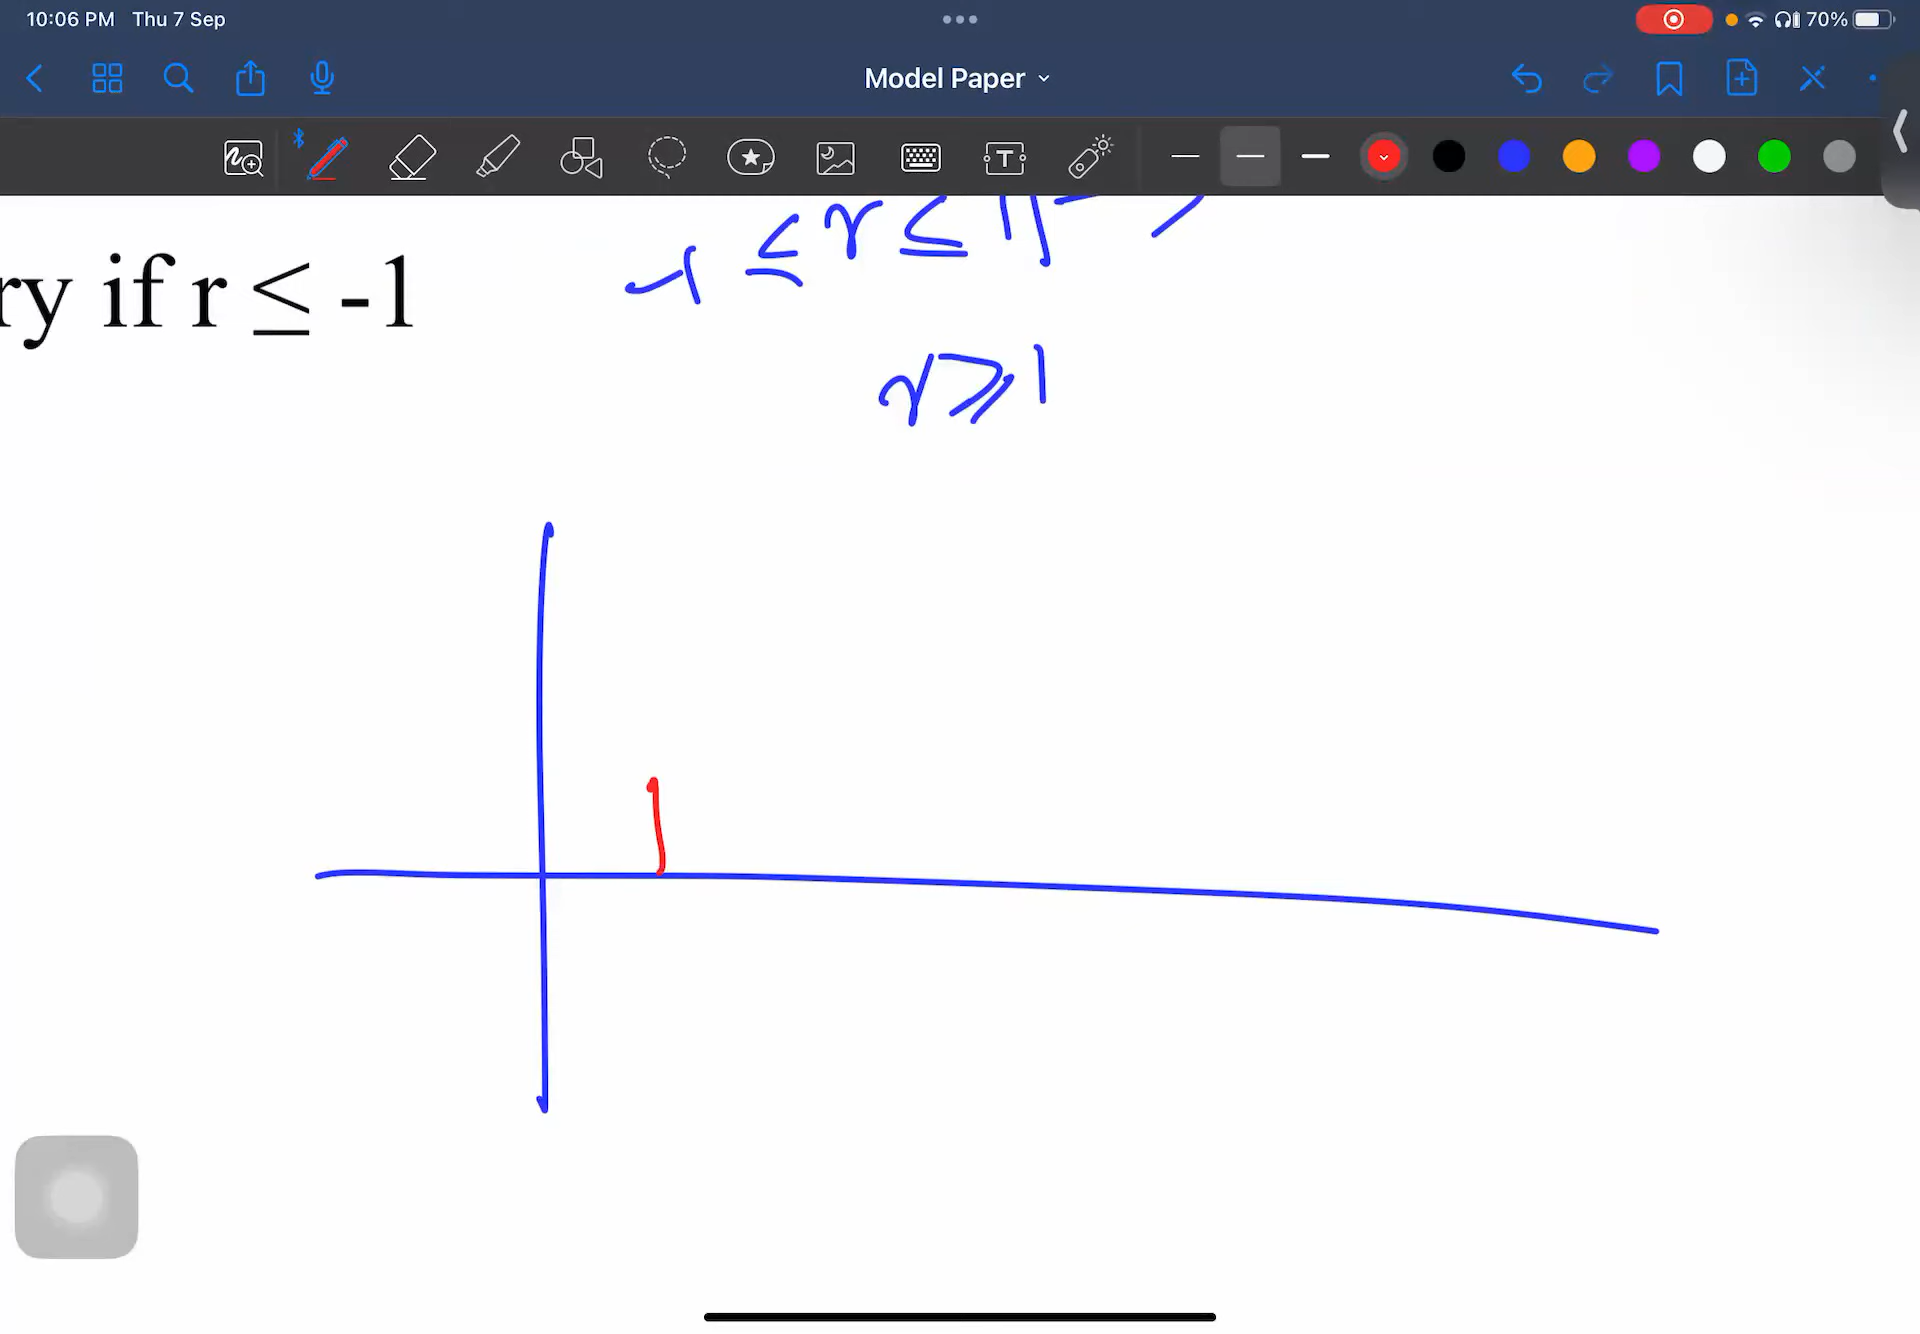 10:06 PM Thu 7 Sep
70%
Model Paper
T
-1 ≤ r ≤ 1
ry if r ≤ -1
r ≥ 1